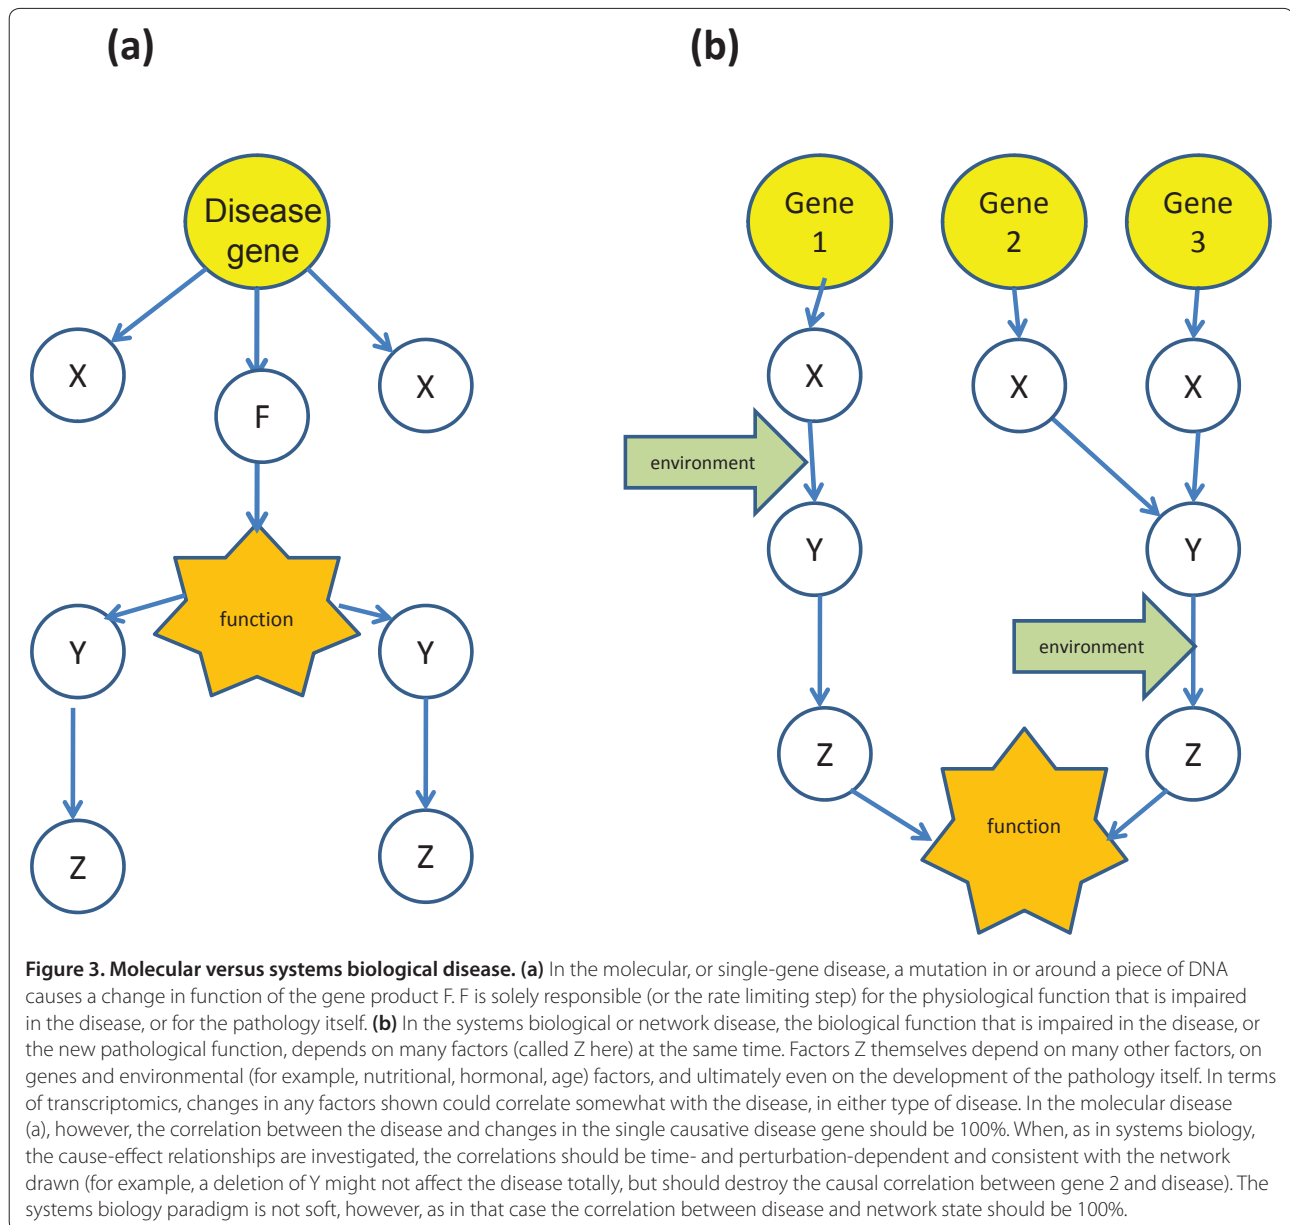 (a)
Disease
gene
X
F
X
function
Y
Y
Z
Z
(b)
Gene
1
Gene
2
Gene
3
X
X
X
environment
Y
Y
environment
Z
Z
function
Figure 3. Molecular versus systems biological disease. (a) In the molecular, or single-gene disease, a mutation in or around a piece of DNA
causes a change in function of the gene product F. F is solely responsible (or the rate limiting step) for the physiological function that is impaired
in the disease, or for the pathology itself. (b) In the systems biological or network disease, the biological function that is impaired in the disease, or
the new pathological function, depends on many factors (called Z here) at the same time. Factors Z themselves depend on many other factors, on
genes and environmental (for example, nutritional, hormonal, age) factors, and ultimately even on the development of the pathology itself. In terms
of transcriptomics, changes in any factors shown could correlate somewhat with the disease, in either type of disease. In the molecular disease
(a), however, the correlation between the disease and changes in the single causative disease gene should be 100%. When, as in systems biology,
the cause-effect relationships are investigated, the correlations should be time- and perturbation-dependent and consistent with the network
drawn (for example, a deletion of Y might not affect the disease totally, but should destroy the causal correlation between gene 2 and disease). The
systems biology paradigm is not soft, however, as in that case the correlation between disease and network state should be 100%.